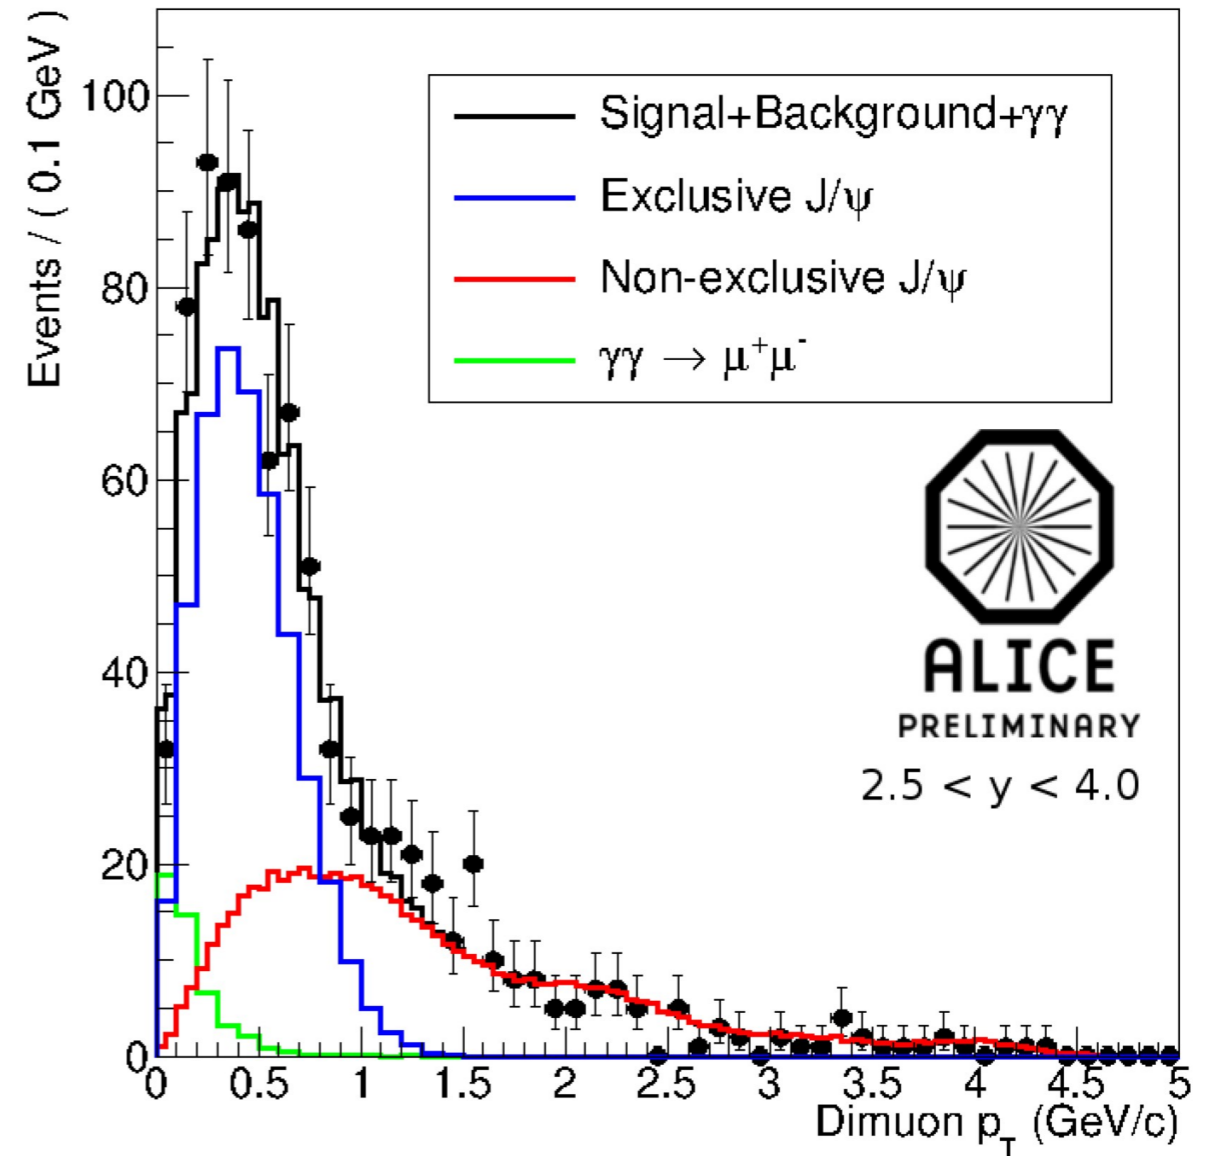 Events / ( 0.1 GeV )
100
80
60
40
20
0
Signal+Background+γγ
Exclusive J/ψ
Non-exclusive J/ψ
γγ → μ⁺μ⁻
ALICE
PRELIMINARY
2.5 < y < 4.0
0 0.5 1 1.5 2 2.5 3 3.5 4 4.5 5
Dimuon p_T (GeV/c)